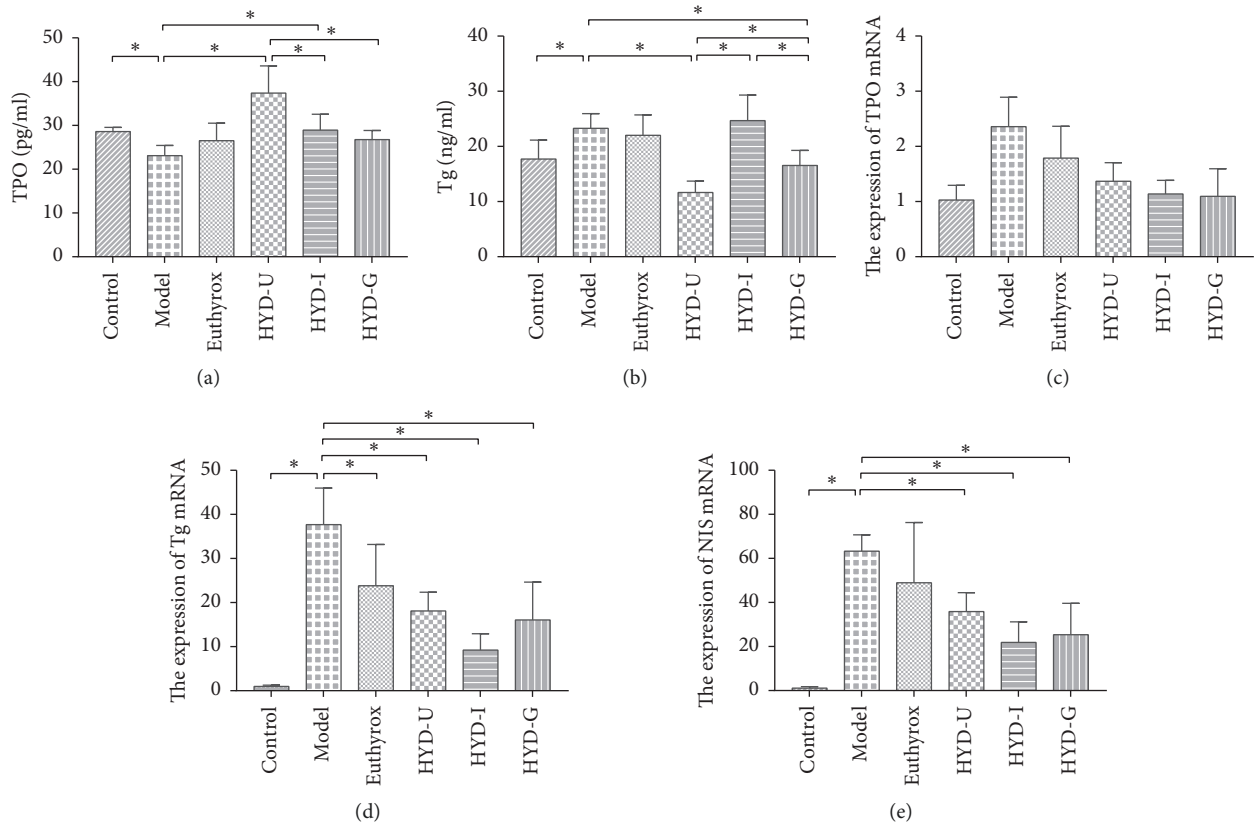 * *
* * * *
50
40
30
20
10
0
TPO (pg/ml)
Control
Model
Euthyrox
HYD-U
HYD-I
HYD-G
(a)
*
* *
* * * *
40
30
20
10
0
Tg (ng/ml)
Control
Model
Euthyrox
HYD-U
HYD-I
HYD-G
(b)
4
3
2
1
0
The expression of TPO mRNA
Control
Model
Euthyrox
HYD-U
HYD-I
HYD-G
(c)
*
*
*
* *
50
40
30
20
10
0
The expression of Tg mRNA
Control
Model
Euthyrox
HYD-U
HYD-I
HYD-G
(d)
*
*
* *
100
80
60
40
20
0
The expression of NIS mRNA
Control
Model
Euthyrox
HYD-U
HYD-I
HYD-G
(e)